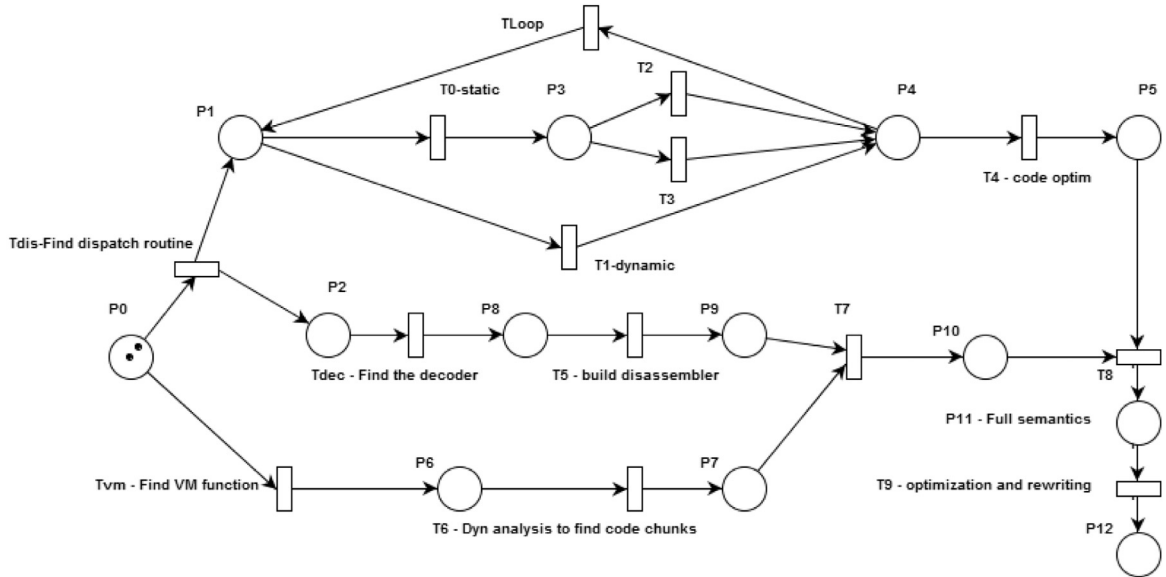 TLoop
T2
P4
P5
T0-static
P3
P1
T3
T4 - code optim
Tdis-Find dispatch routine
T1-dynamic
P0
P2
P8
P9
T7
P10
Tdec - Find the decoder
T5 - build disassembler
T8
P11 - Full semantics
P6
P7
Tvm - Find VM function
T9 - optimization and rewriting
T6 - Dyn analysis to find code chunks
P12